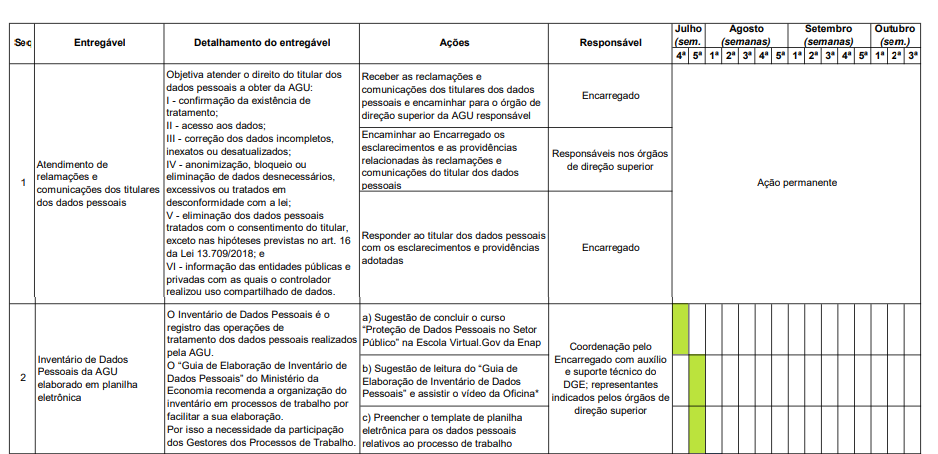 Seq
Entregável
Detalhamento do entregável
Ações
Responsável
Julho
(sem.
Agosto
(semanas)
Setembro
(semanas)
Outubro
(sem.)
4ª 5ª 1ª 2ª 3ª 4ª 5ª 1ª 2ª 3ª 4ª 5ª 1ª 2ª 3ª
1
Atendimento de
relamações e
comunicações dos titulares
dos dados pessoais
Objetiva atender o direito do titular dos
dados pessoais a obter da AGU:
I - confirmação da existência de
tratamento;
II - acesso aos dados;
III - correção dos dados incompletos,
inexatos ou desatualizados;
IV - anonimização, bloqueio ou
eliminação de dados desnecessários,
excessivos ou tratados em
desconformidade com a lei;
V - eliminação dos dados pessoais
tratados com o consentimento do titular,
exceto nas hipóteses previstas no art. 16
da Lei 13.709/2018; e
VI - informação das entidades públicas e
privadas com as quais o controlador
realizou uso compartilhado de dados.
Receber as reclamações e
comunicações dos titulares dos dados
pessoais e encaminhar para o órgão de
direção superior da AGU responsável
Encarregado
Encaminhar ao Encarregado os
esclarecimentos e as providências
relacionadas às reclamações e
comunicações do titular dos dados
pessoais
Responsáveis nos órgãos
de direção superior
Responder ao titular dos dados pessoais
com os esclarecimentos e providências
adotadas
Encarregado
Ação permanente
2
Inventário de Dados
Pessoais da AGU
elaborado em planilha
eletrônica
O Inventário de Dados Pessoais é o
registro das operações de
tratamento dos dados pessoais realizados
pela AGU.
O “Guia de Elaboração de Inventário de
Dados Pessoais” do Ministério da
Economia recomenda a organização do
inventário em processos de trabalho por
facilitar a sua elaboração.
Por isso a necessidade da participação
dos Gestores dos Processos de Trabalho.
a) Sugestão de concluir o curso
“Proteção de Dados Pessoais no Setor
Público” na Escola Virtual.Gov da Enap
b) Sugestão de leitura do “Guia de
Elaboração de Inventário de Dados
Pessoais” e assistir o vídeo da Oficina*
c) Preencher o template de planilha
eletrônica para os dados pessoais
relativos ao processo de trabalho
Coordenação pelo
Encarregado com auxílio
e suporte técnico do
DGE; representantes
indicados pelos órgãos de
direção superior